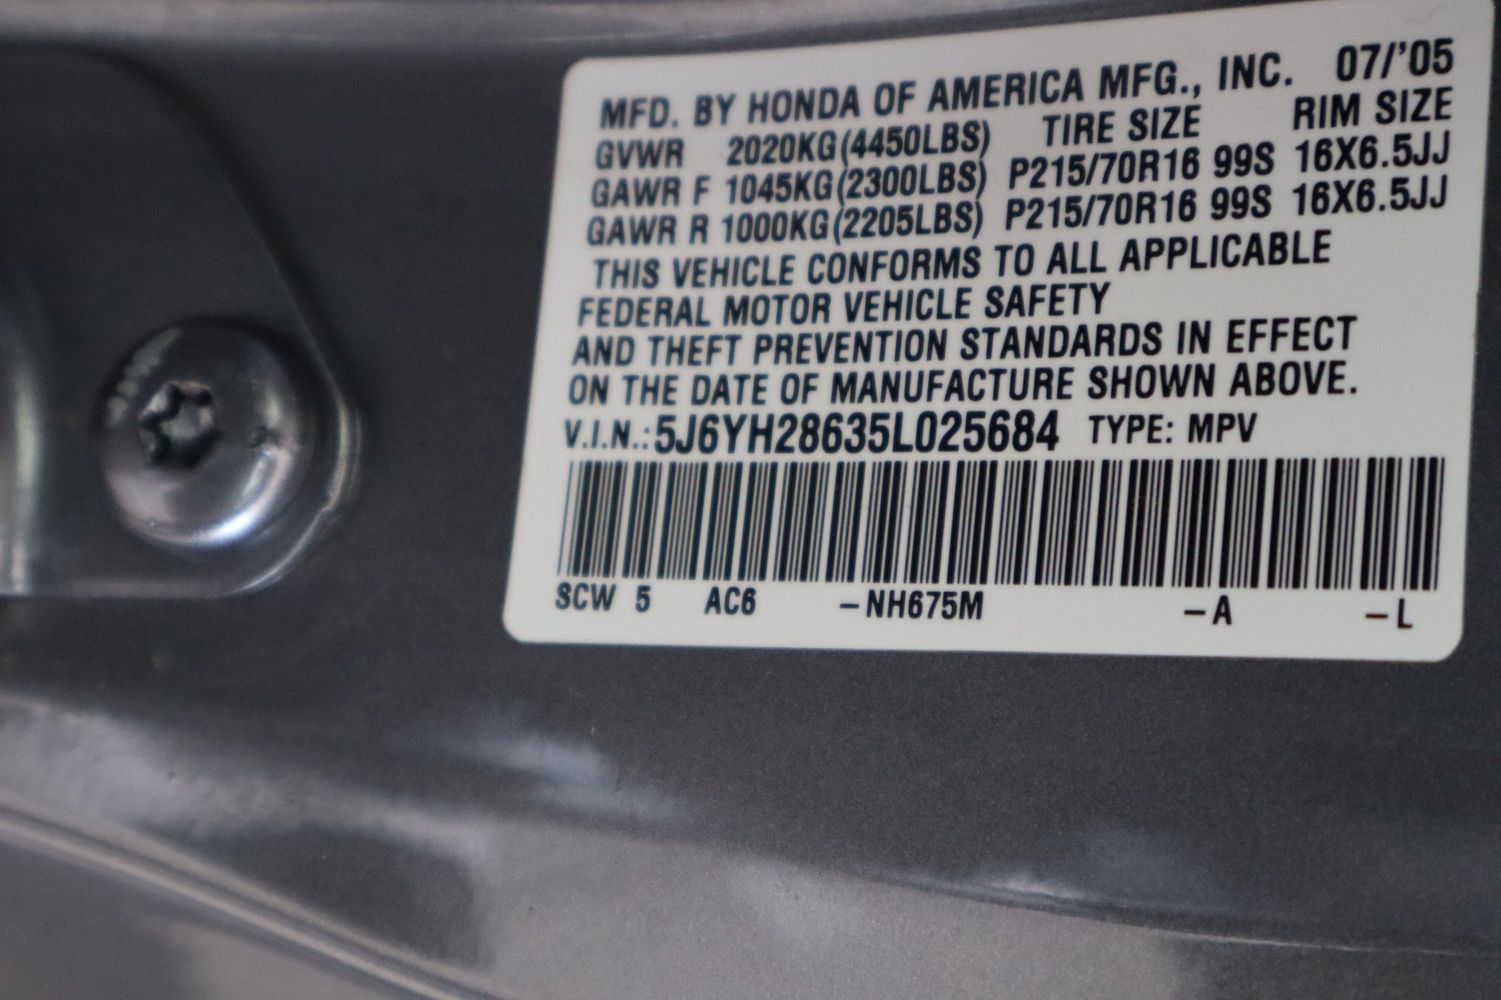 MFD. BY HONDA OF AMERICA MFG., INC. 07/'05
GVWR 2020KG(4450LBS) TIRE SIZE RIM SIZE
GAWR F 1045KG(2300LBS) P215/70R16 99S 16X6.5JJ
GAWR R 1000KG(2205LBS) P215/70R16 99S 16X6.5JJ
THIS VEHICLE CONFORMS TO ALL APPLICABLE
FEDERAL MOTOR VEHICLE SAFETY
AND THEFT PREVENTION STANDARDS IN EFFECT
ON THE DATE OF MANUFACTURE SHOWN ABOVE.
V.I.N.: 5J6YH28635L025684 TYPE: MPV
SCW 5 AC6 –NH675M –A –L